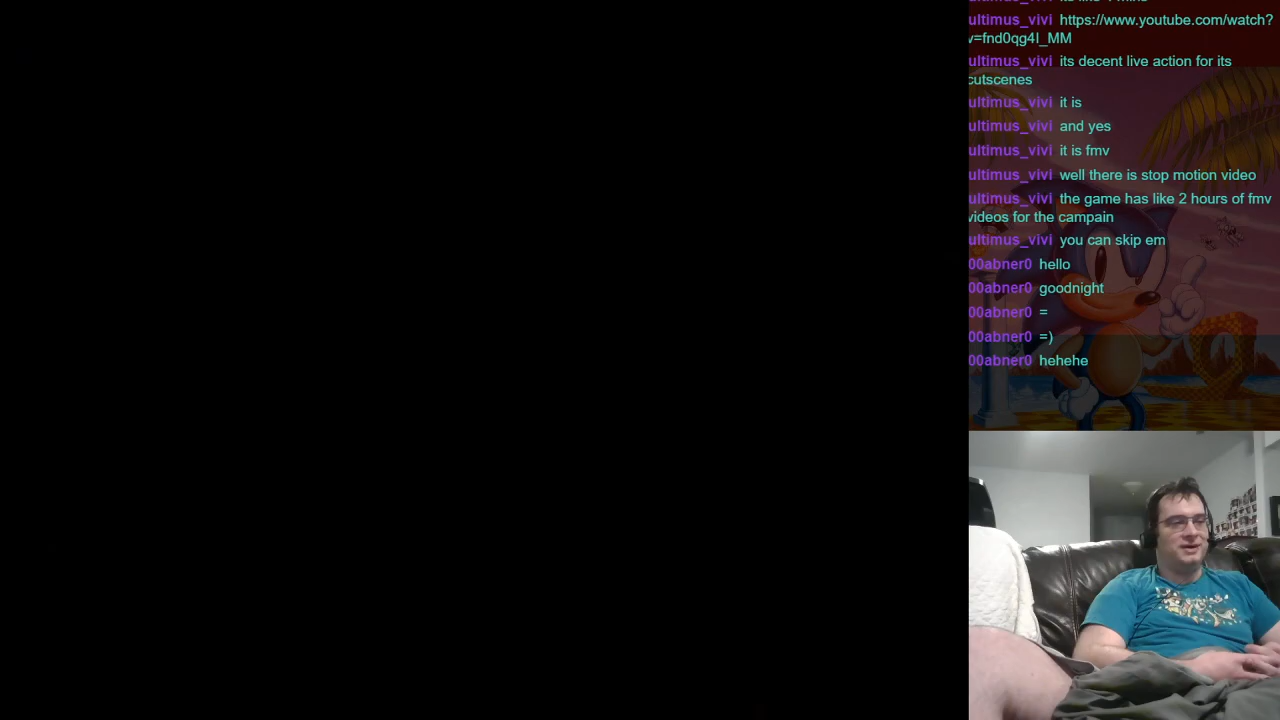 ultimus_vivi https://www.youtube.com/watch?
v=fnd0qg4I_MM
ultimus_vivi its decent live action for its
cutscenes
ultimus_vivi it is
ultimus_vivi and yes
ultimus_vivi it is fmv
ultimus_vivi well there is stop motion video
ultimus_vivi the game has like 2 hours of fmv
videos for the campain
ultimus_vivi you can skip em
00abner0 hello
00abner0 goodnight
00abner0 =
00abner0 =)
00abner0 hehehe